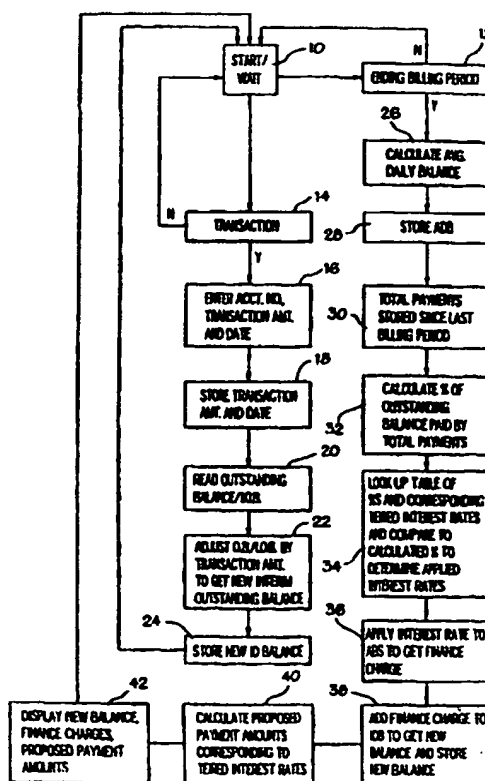 START/
WAIT
10
N
ENDING BILLING PERIOD
Y
26
CALCULATE AVG.
DAILY BALANCE
N
14
TRANSACTION
Y
28
STORE ADB
16
ENTER ACCT. NO,
TRANSACTION AMT.
AND DATE
30
TOTAL PAYMENTS
STORED SINCE LAST
BILLING PERIOD
18
STORE TRANSACTION
AMT. AND DATE
32
CALCULATE % OF
OUTSTANDING
BALANCE PAID BY
TOTAL PAYMENTS
20
READ OUTSTANDING
BALANCE/I.O.B.
34
LOOK UP TABLE OF
%S AND CORRESPONDING
TIERED INTEREST RATES
AND COMPARE TO
CALCULATED % TO
DETERMINE APPLIED
INTEREST RATES
22
ADJUST O.B./I.O.B. BY
TRANSACTION AMT.
TO GET NEW INTERIM
OUTSTANDING BALANCE
24
STORE NEW IO BALANCE
36
APPLY INTEREST RATE TO
ABS TO GET FINANCE
CHARGE
42
DISPLAY NEW BALANCE,
FINANCE CHARGES,
PROPOSED PAYMENT
AMOUNTS
40
CALCULATE PROPOSED
PAYMENT AMOUNTS
CORRESPONDING TO
TIERED INTEREST RATES
38
ADD FINANCE CHARGE TO
IOB TO GET NEW
BALANCE AND STORE
NEW BALANCE